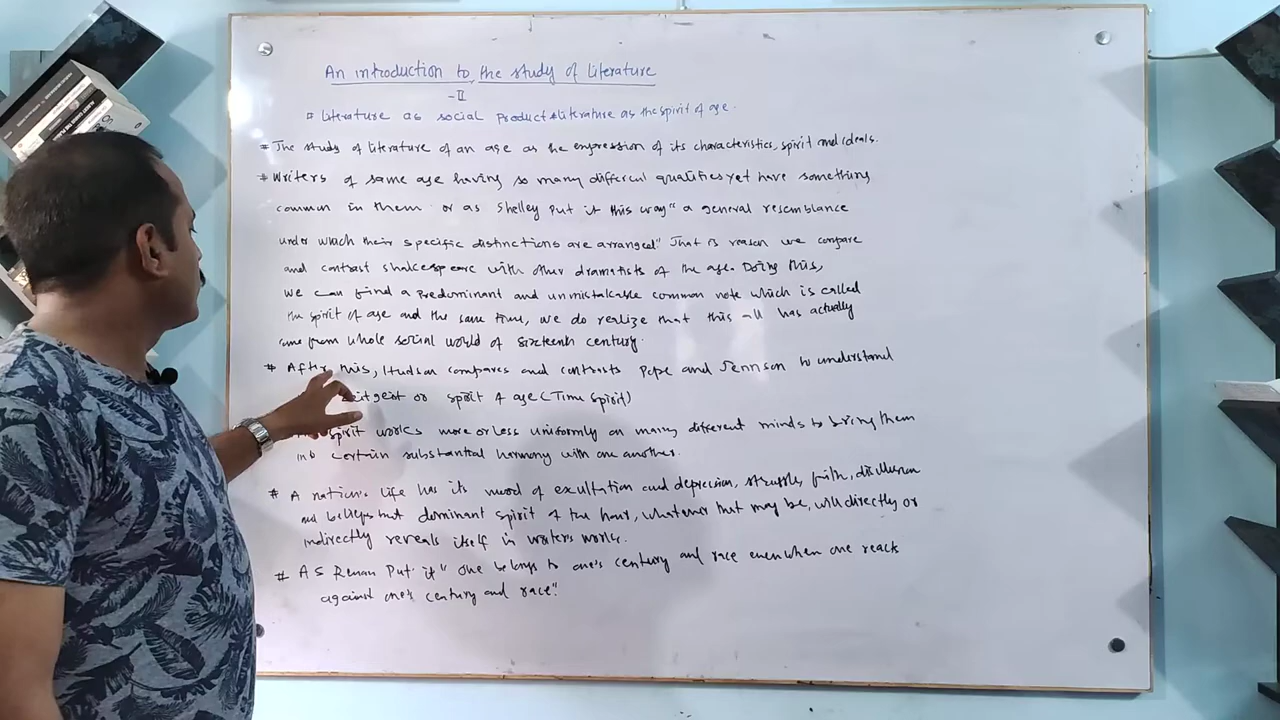 An introduction to the study of Literature
-II
# Literature as social product & literature as the spirit of age.
# The study of literature of an age as the expression of its characteristics, spirit and ideals.
# Writers of same age having so many different qualities yet have something
common in them or as Shelley put it this way "a general resemblance
under which their specific distinctions are arranged" That is reason we compare
and contrast shakespeare with other dramatists of the age. Doing this,
we can find a predominant and unmistakable common note which is called
the spirit of age and the same time, we do realize that this -ll has actually
come from whole social world of sixteenth century.
# After this, Hudson compares and contrasts Pope and Tennson to understand
eitgeist or spirit of age (Time spirit)
spirit works more or less uniformly on many different minds to bring them
into certain substantial harmony with one another.
# A nation's life has its mood of exultation and depression, struggle, faith, disillusion
and but dominant spirit of the hour, whatever that may be, will directly or
indirectly reveals itself in writers works.
# AS Renan Put it "one belongs to one's century and race even when one reacts
against one's century and race".